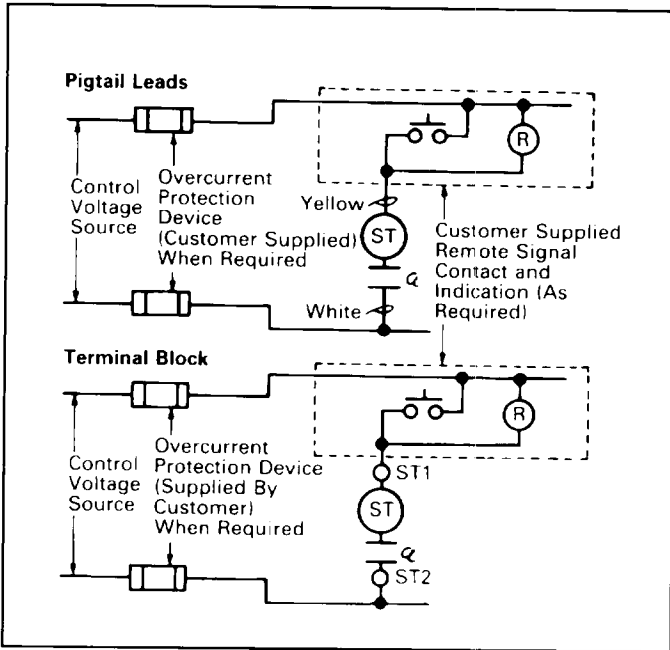 Pigtail Leads
R
Control
Voltage
Source
Overcurrent
Protection
Device
(Customer Supplied)
When Required
Yellow
ST
a
White
Customer Supplied
Remote Signal
Contact and
Indication (As
Required)
Terminal Block
R
Control
Voltage
Source
Overcurrent
Protection Device
(Supplied By
Customer)
When Required
ST1
ST
a
ST2